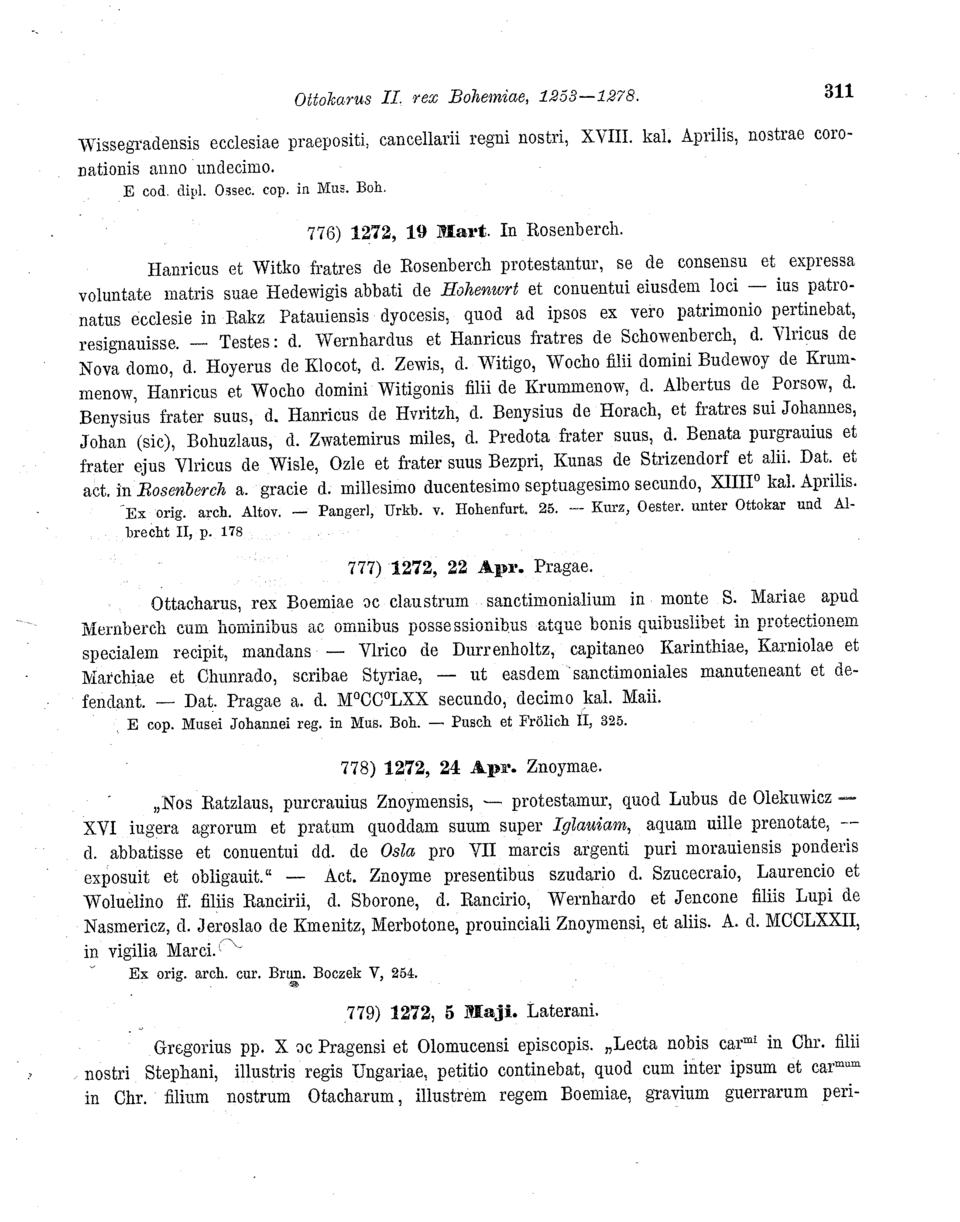 Ottokarus II. rex Bohemiae, 1253—1278. 311
Wissegradensis ecclesiae praepositi, cancellarii regni nostri, XVIII. kal. Aprilis, nostrae coro-
nationis anno undecimo.
E cod. dipl. Ossec. cop. in Mus. Boh.
776) 1272, 19 Mart. In Rosenberch.
Hanricus et Witko fratres de Rosenberch protestantur, se de consensu et expressa
voluntate matris suae Hedewigis abbati de Hohenwrt et conuentui eiusdem loci — ius patro-
natus ecclesie in Rakz Patauiensis dyocesis, quod ad ipsos ex vero patrimonio pertinebat,
resignauisse. — Testes: d. Wernhardus et Hanricus fratres de Schowenberch, d. Vlricus de
Nova domo, d. Hoyerus de Klocot, d. Zewis, d. Witigo, Wocho filii domini Budewoy de Krum-
menow, Hanricus et Wocho domini Witigonis filii de Krummenow, d. Albertus de Porsow, d.
Benysius frater suus, d. Hanricus de Hvritzh, d. Benysius de Horach, et fratres sui Johannes,
Johan (sic), Bohuzlaus, d. Zwatemirus miles, d. Predota frater suus, d. Benata purgrauius et
frater ejus Vlricus de Wisle, Ozle et frater suus Bezpri, Kunas de Strizendorf et alii. Dat. et
act. in Rosenberch a. gracie d. millesimo ducentesimo septuagesimo secundo, XIIII⁰ kal. Aprilis.
Ex orig. arch. Altov. — Pangerl, Urkb. v. Hohenfurt. 25. — Kurz, Oester. unter Ottokar und Al-
brecht II, p. 178
777) 1272, 22 Apr. Pragae.
Ottacharus, rex Boemiae ɔc claustrum sanctimonialium in monte S. Mariae apud
Mernberch cum hominibus ac omnibus possessionibus atque bonis quibuslibet in protectionem
specialem recipit, mandans — Vlrico de Durrenholtz, capitaneo Karinthiae, Karniolae et
Marchiae et Chunrado, scribae Styriae, — ut easdem sanctimoniales manuteneant et de-
fendant. — Dat. Pragae a. d. M⁰CC⁰LXX secundo, decimo kal. Maii.
E cop. Musei Johannei reg. in Mus. Boh. — Pusch et Frölich II, 325.
778) 1272, 24 Apr. Znoymae.
„Nos Ratzlaus, purcrauius Znoymensis, — protestamur, quod Lubus de Olekuwicz —
XVI iugera agrorum et pratum quoddam suum super Iglauiam, aquam uille prenotate, —
d. abbatisse et conuentui dd. de Osla pro VII marcis argenti puri morauiensis ponderis
exposuit et obligauit.“ — Act. Znoyme presentibus szudario d. Szucecraio, Laurencio et
Woluelino ff. filiis Rancirii, d. Sborone, d. Rancirio, Wernhardo et Jencone filiis Lupi de
Nasmericz, d. Jeroslao de Kmenitz, Merbotone, prouinciali Znoymensi, et aliis. A. d. MCCLXXII,
in vigilia Marci.
Ex orig. arch. cur. Brun. Boczek V, 254.
779) 1272, 5 Maji. Laterani.
Gregorius pp. X ɔc Pragensi et Olomucensi episcopis. „Lecta nobis carᵐⁱ in Chr. filii
nostri Stephani, illustris regis Ungariae, petitio continebat, quod cum inter ipsum et carᵐᵘᵐ
in Chr. filium nostrum Otacharum, illustrem regem Boemiae, gravium guerrarum peri-